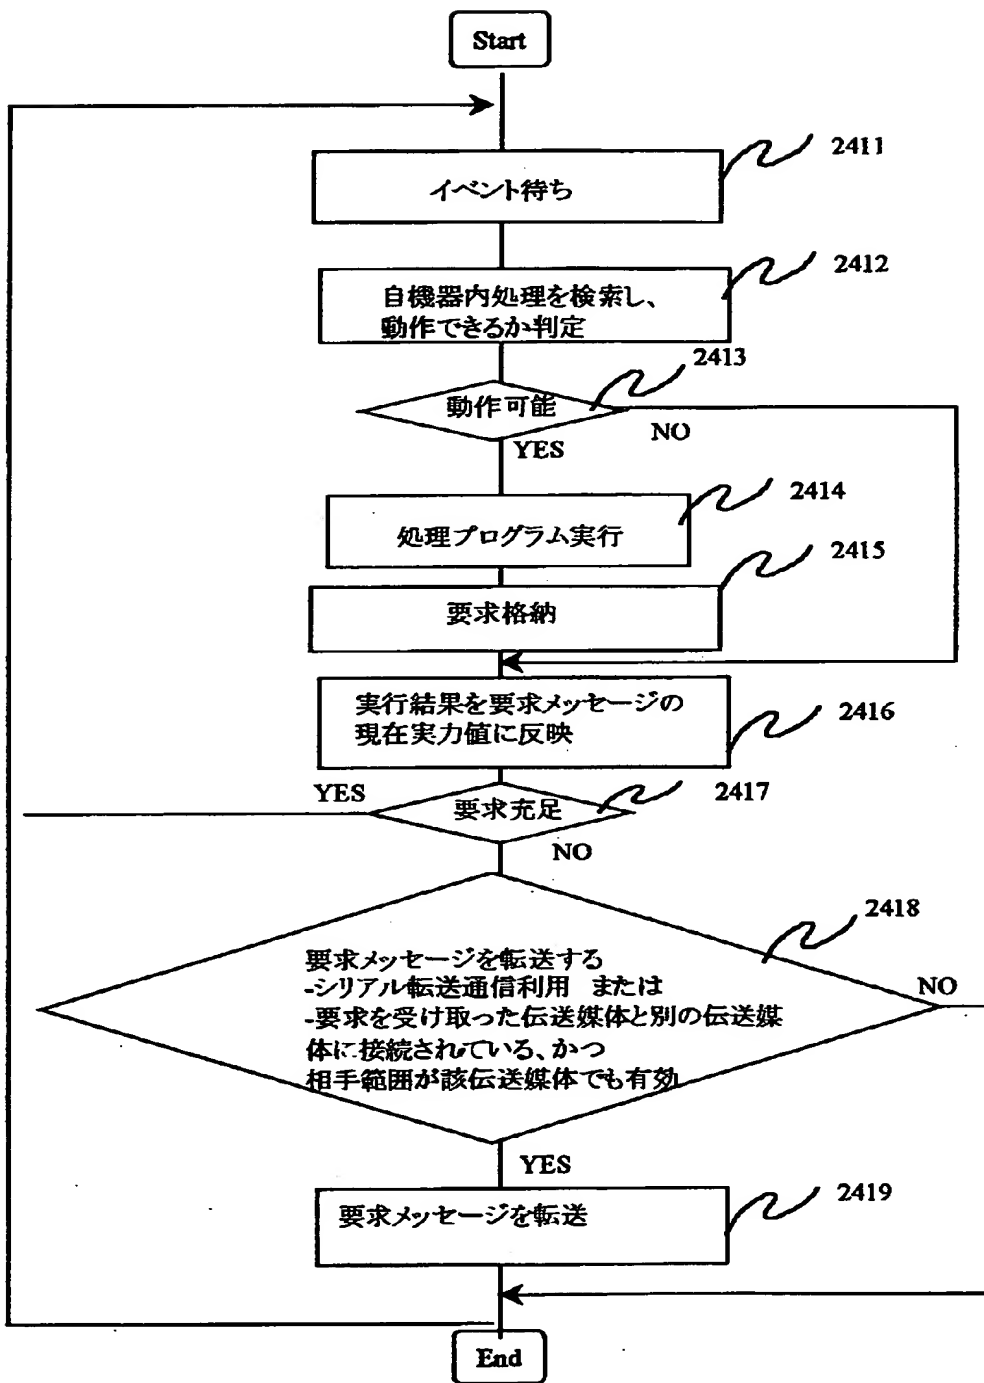 Start
2411
イベント待ち
2412
自機器内処理を検索し、
動作できるか判定
2413
動作可能
NO
YES
2414
処理プログラム実行
2415
要求格納
実行結果を要求メッセージの
現在実力値に反映
2416
YES
要求充足
2417
NO
2418
要求メッセージを転送する
-シリアル転送通信利用 または
-要求を受け取った伝送媒体と別の伝送媒
体に接続されている、かつ
相手範囲が該伝送媒体でも有効
NO
YES
要求メッセージを転送
2419
End